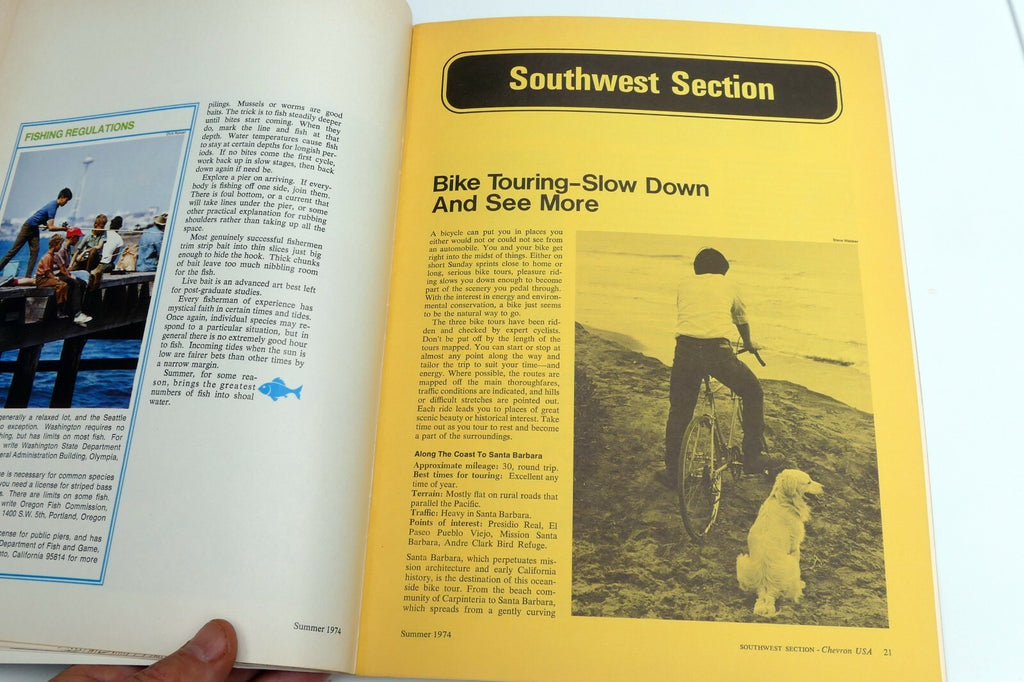 FISHING REGULATIONS
generally a relaxed lot, and the Seattle
exception. Washington requires no
but has limits on most fish. For
write Washington State Department
Administration Building, Olympia,
is necessary for common species
you need a license for striped bass
There are limits on some fish.
write Oregon Fish Commission,
1400 S.W. 5th, Portland, Oregon
for public piers, and has
Department of Fish and Game,
California 95814 for more
pilings. Mussels or worms are good
baits. The trick is to fish steadily deeper
until bites start coming. When they
do, mark the line and fish at that
depth. Water temperatures cause fish
to stay at certain depths for longish per-
iods. If no bites come the first cycle,
work back up in slow stages, then back
down again if need be.
Explore a pier on arriving. If every-
body is fishing off one side, join them.
There is foul bottom, or a current that
will take lines under the pier, or some
other practical explanation for rubbing
shoulders rather than taking up all the
space.
Most genuinely successful fishermen
trim strip bait into thin slices just big
enough to hide the hook. Thick chunks
of bait leave too much nibbling room
for the fish.
Live bait is an advanced art best left
for post-graduate studies.
Every fisherman of experience has
mystical faith in certain times and tides.
Once again, individual species may re-
spond to a particular situation, but in
general there is no extremely good hour
to fish. Incoming tides when the sun is
low are fairer bets than other times by
a narrow margin.
Summer, for some rea-
son, brings the greatest
numbers of fish into shoal
water.
Summer 1974
Southwest Section
Bike Touring–Slow Down
And See More
A bicycle can put you in places you
either would not or could not see from
an automobile. You and your bike get
right into the midst of things. Either on
short Sunday sprints close to home or
long, serious bike tours, pleasure rid-
ing slows you down enough to become
part of the scenery you pedal through.
With the interest in energy and environ-
mental conservation, a bike just seems
to be the natural way to go.
The three bike tours have been rid-
den and checked by expert cyclists.
Don't be put off by the length of the
tours mapped. You can start or stop at
almost any point along the way and
tailor the trip to suit your time—and
energy. Where possible, the routes are
mapped off the main thoroughfares,
traffic conditions are indicated, and hills
or difficult stretches are pointed out.
Each ride leads you to places of great
scenic beauty or historical interest. Take
time out as you tour to rest and become
a part of the surroundings.
Along The Coast To Santa Barbara
Approximate mileage: 30, round trip.
Best times for touring: Excellent any
time of year.
Terrain: Mostly flat on rural roads that
parallel the Pacific.
Traffic: Heavy in Santa Barbara.
Points of interest: Presidio Real, El
Paseo Pueblo Viejo, Mission Santa
Barbara, Andre Clark Bird Refuge.
Santa Barbara, which perpetuates mis-
sion architecture and early California
history, is the destination of this ocean-
side bike tour. From the beach com-
munity of Carpinteria to Santa Barbara,
which spreads from a gently curving
Summer 1974
SOUTHWEST SECTION - Chevron USA 21